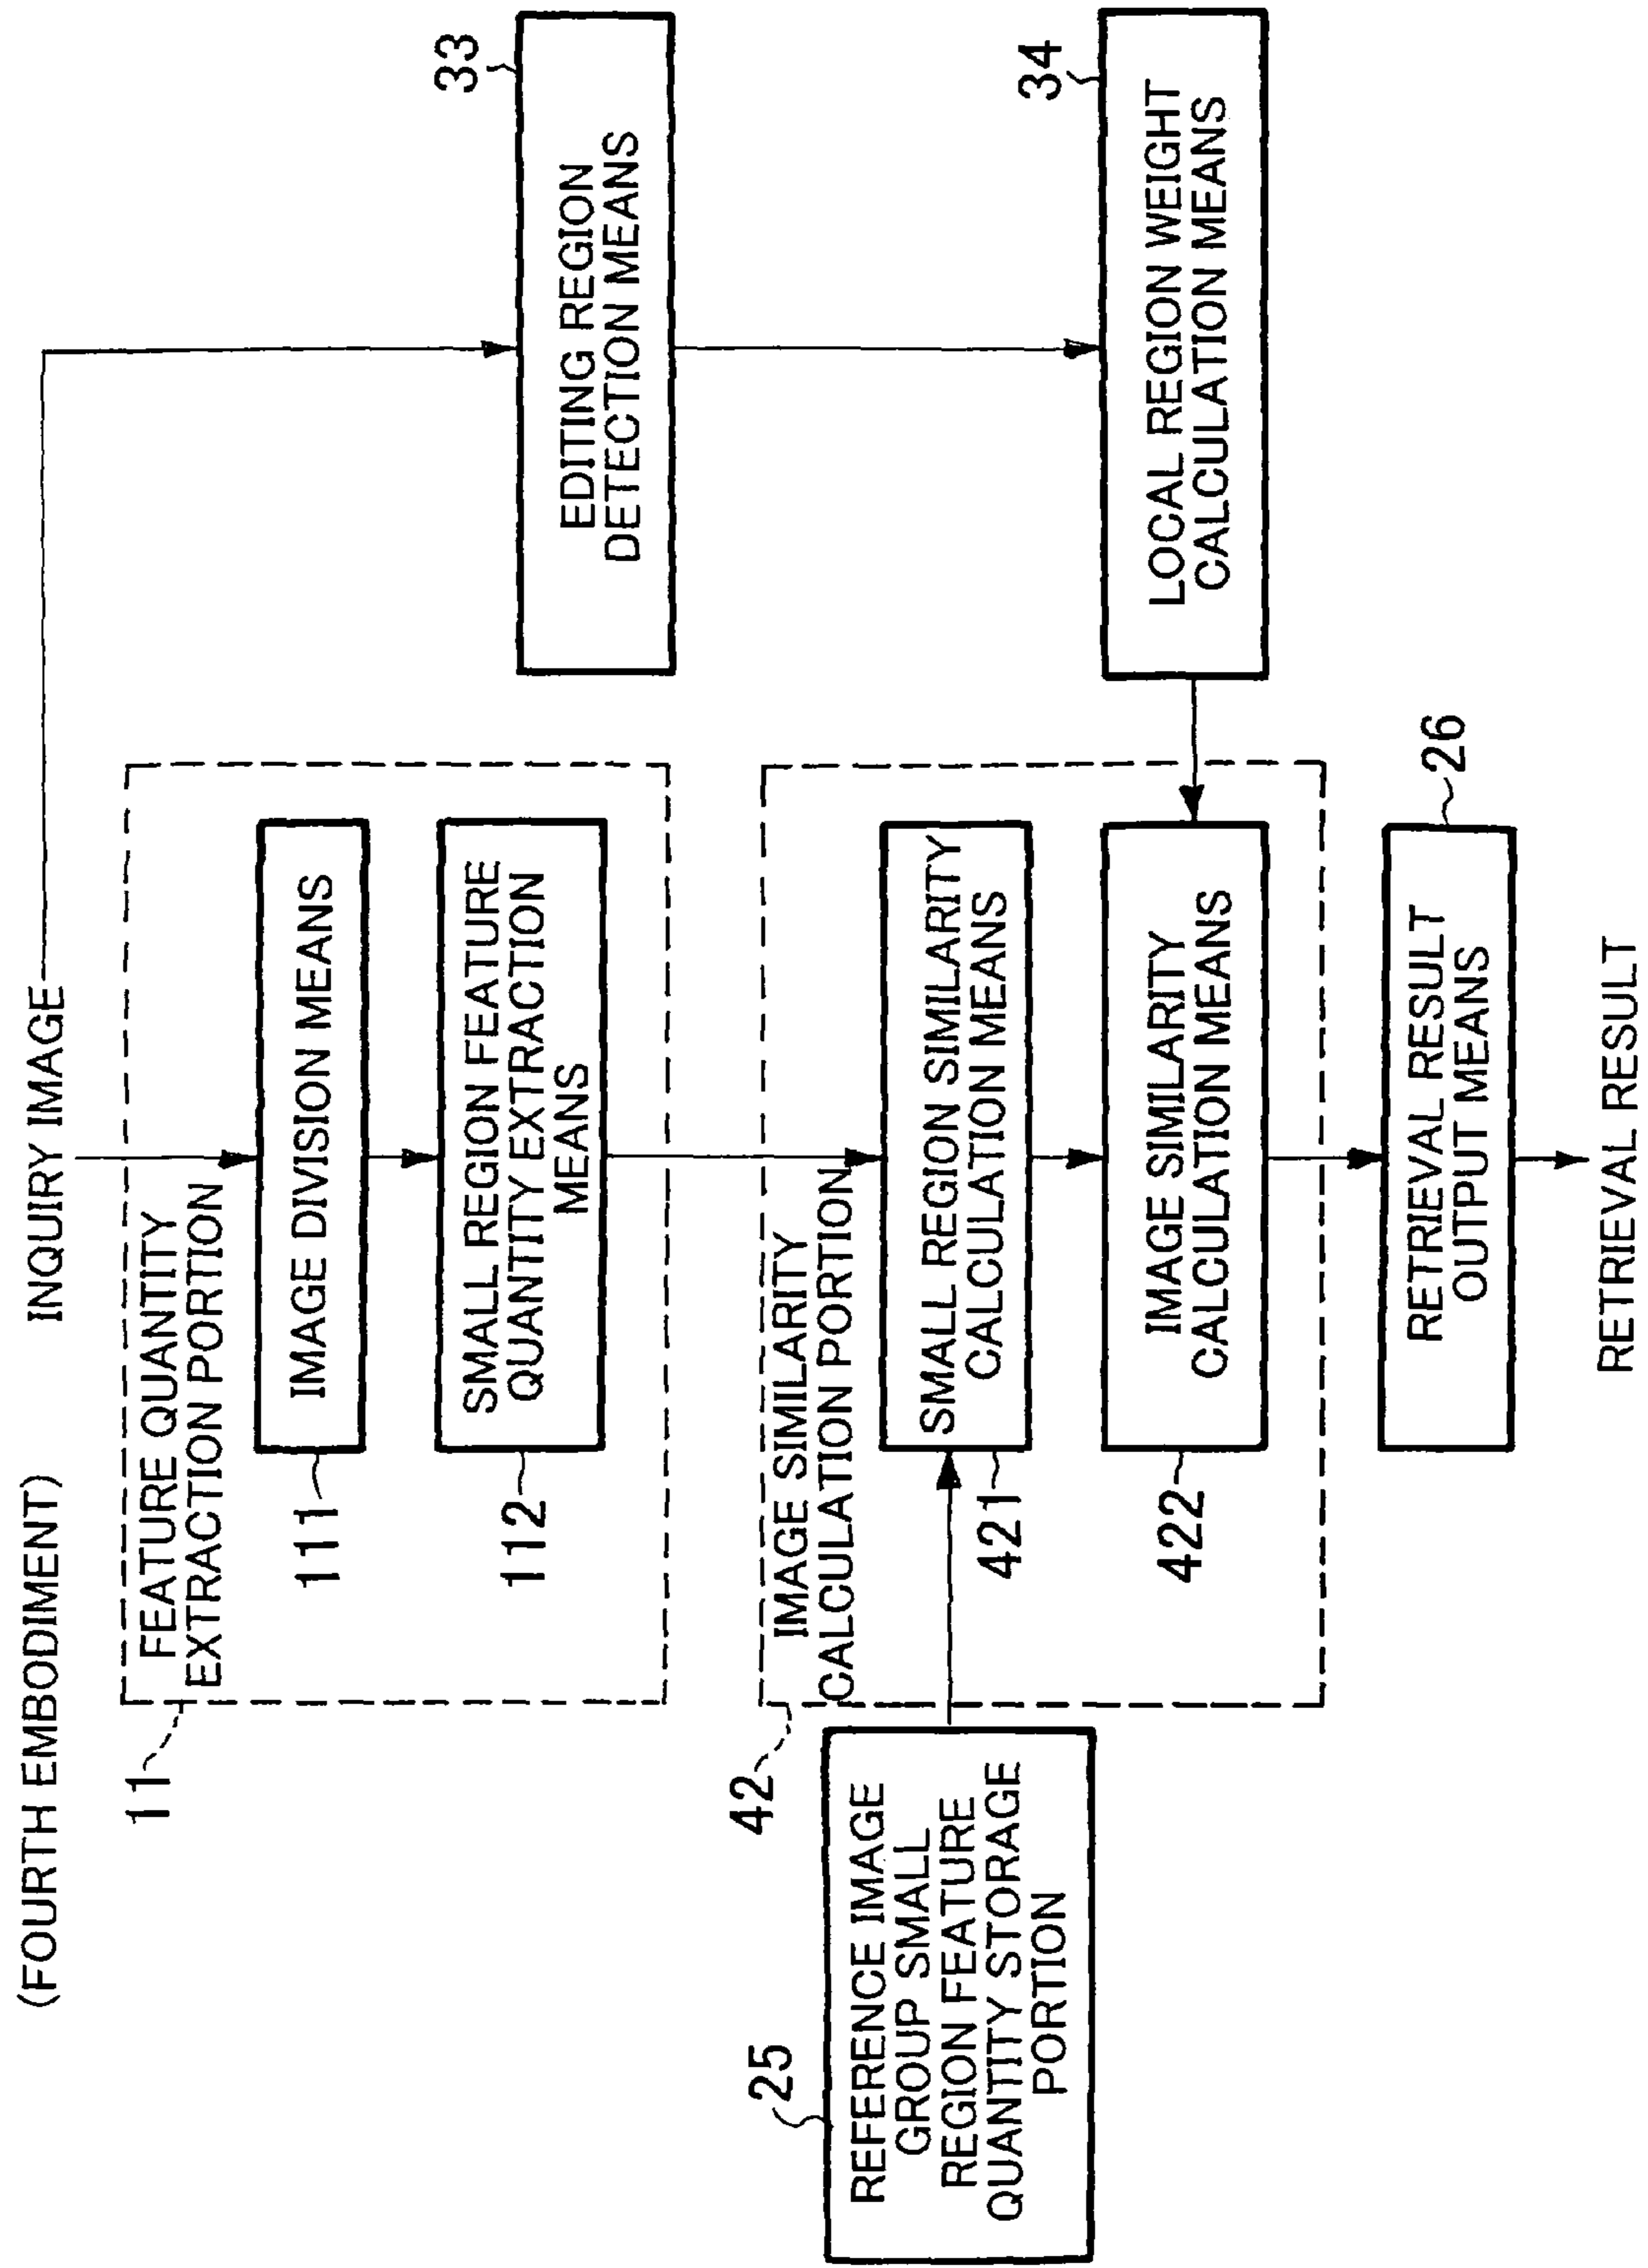 (FOURTH EMBODIMENT)
INQUIRY IMAGE
11
FEATURE QUANTITY
EXTRACTION PORTION
111
IMAGE DIVISION MEANS
112
SMALL REGION FEATURE
QUANTITY EXTRACTION
MEANS
33
EDITING REGION
DETECTION MEANS
25
REFERENCE IMAGE
GROUP SMALL
REGION FEATURE
QUANTITY STORAGE
PORTION
42
IMAGE SIMILARITY
CALCULATION PORTION
421
SMALL REGION SIMILARITY
CALCULATION MEANS
422
IMAGE SIMILARITY
CALCULATION MEANS
34
LOCAL REGION WEIGHT
CALCULATION MEANS
26
RETRIEVAL RESULT
OUTPUT MEANS
RETRIEVAL RESULT